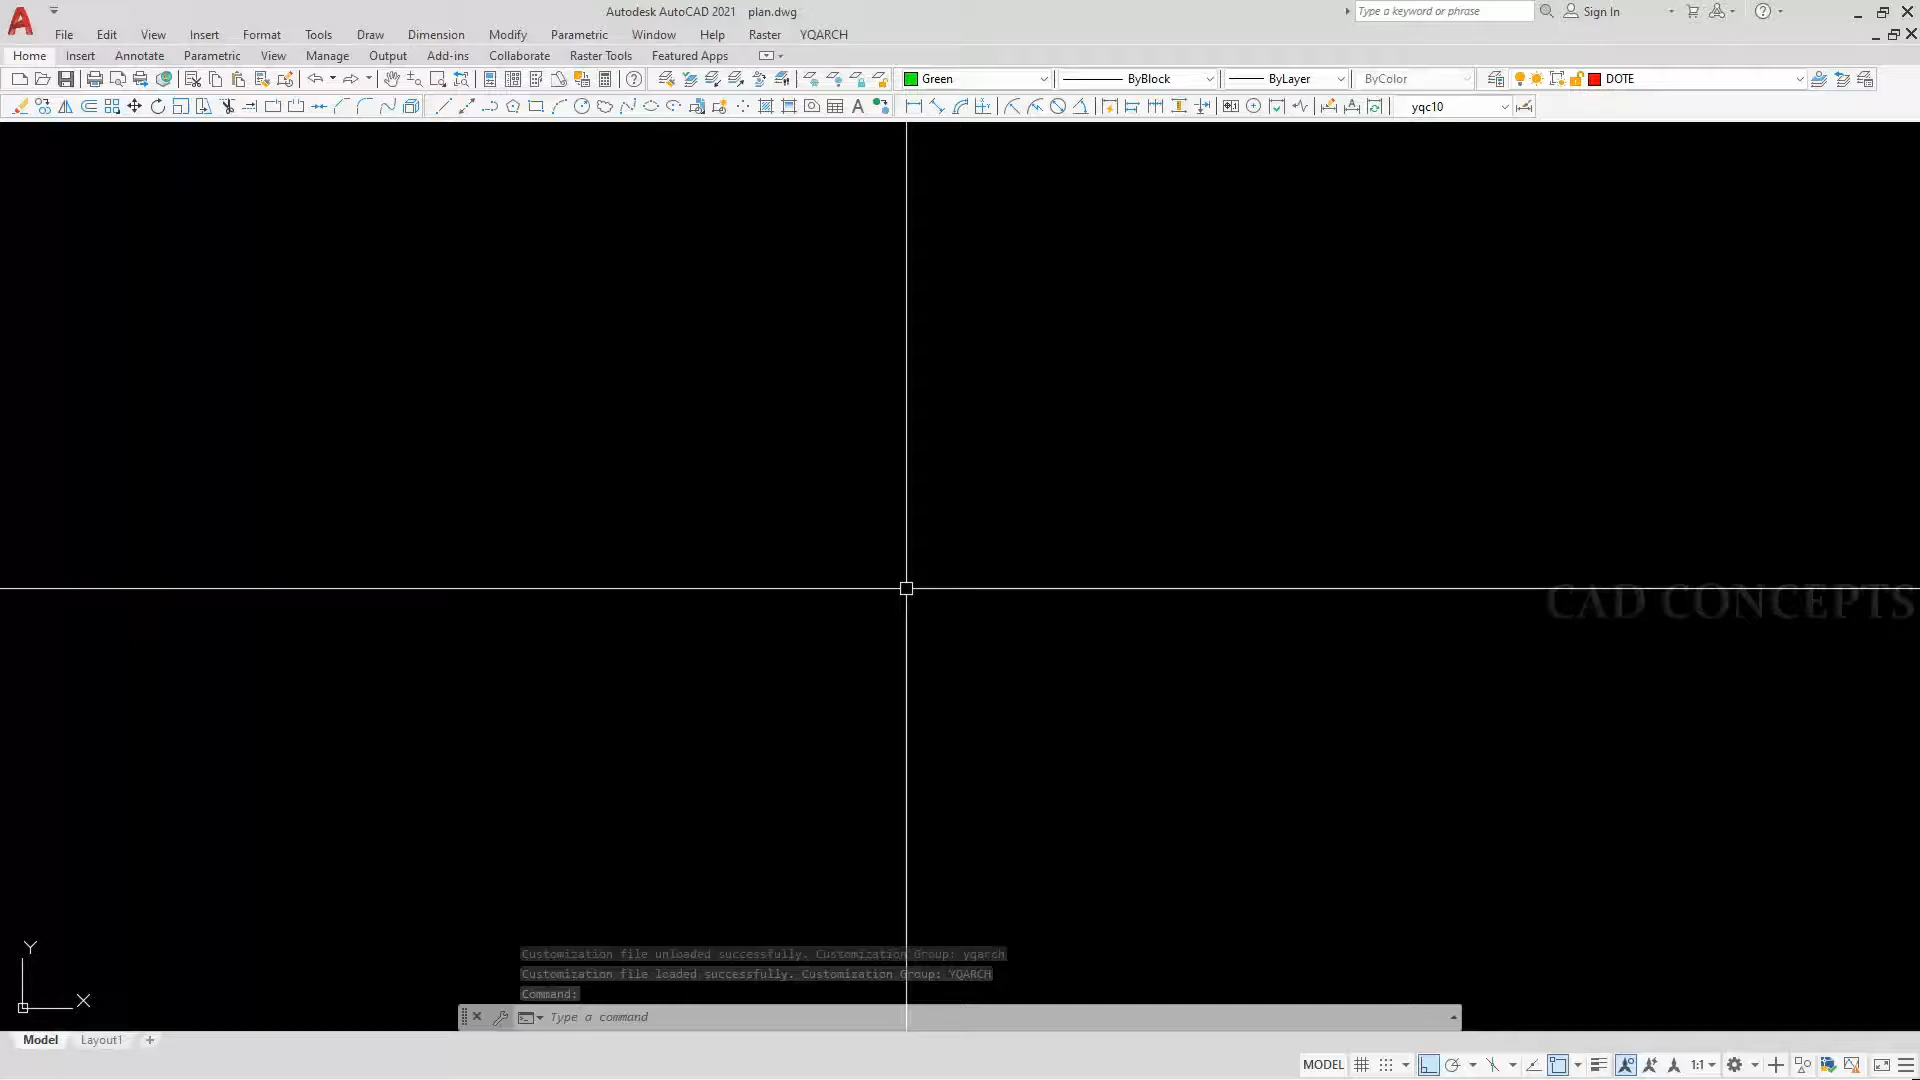 Autodesk AutoCAD 2021 plan.dwg
Type a keyword or phrase
Sign In
File Edit View Insert Format Tools Draw Dimension Modify Parametric Window Help Raster YQARCH
Home Insert Annotate Parametric View Manage Output Add-ins Collaborate Raster Tools Featured Apps
Green ByBlock ByLayer ByColor DOTE
yqc10
CAD CONCEPTS
Y
X
Customization file unloaded successfully. Customization Group: yqarch
Customization file loaded successfully. Customization Group: YQARCH
Command:
Type a command
Model Layout1
MODEL 1:1